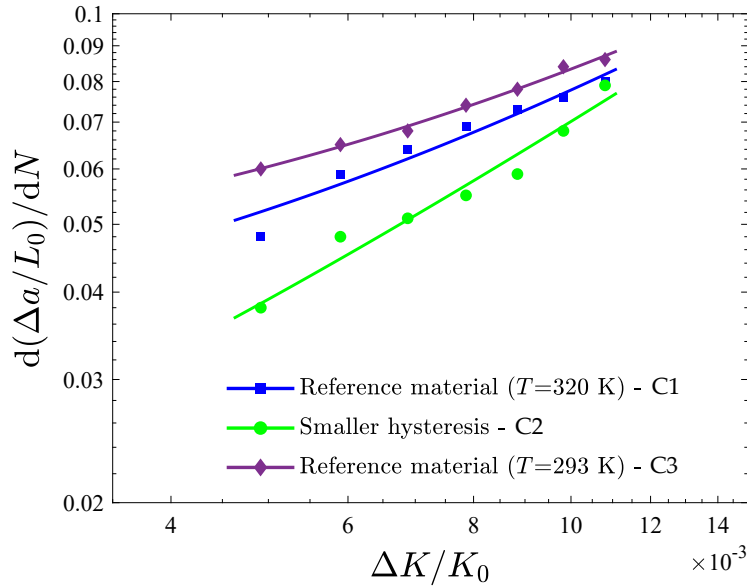 0.1
0.09
0.08
0.07
0.06
0.05
0.04
0.03
0.02
d(Δa/L₀)/dN
Reference material (T=320 K) - C1
Smaller hysteresis - C2
Reference material (T=293 K) - C3
4 6 8 10 12 14
ΔK/K₀ ×10⁻³